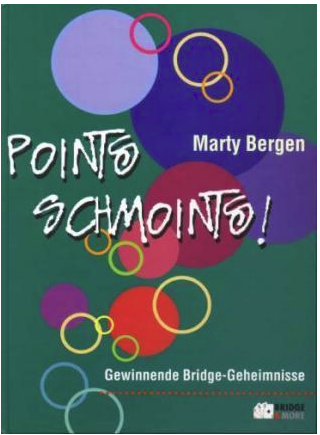 POINTS
Marty Bergen
SCHMOINTS!
Gewinnende Bridge-Geheimnisse
BRIDGE
& MORE